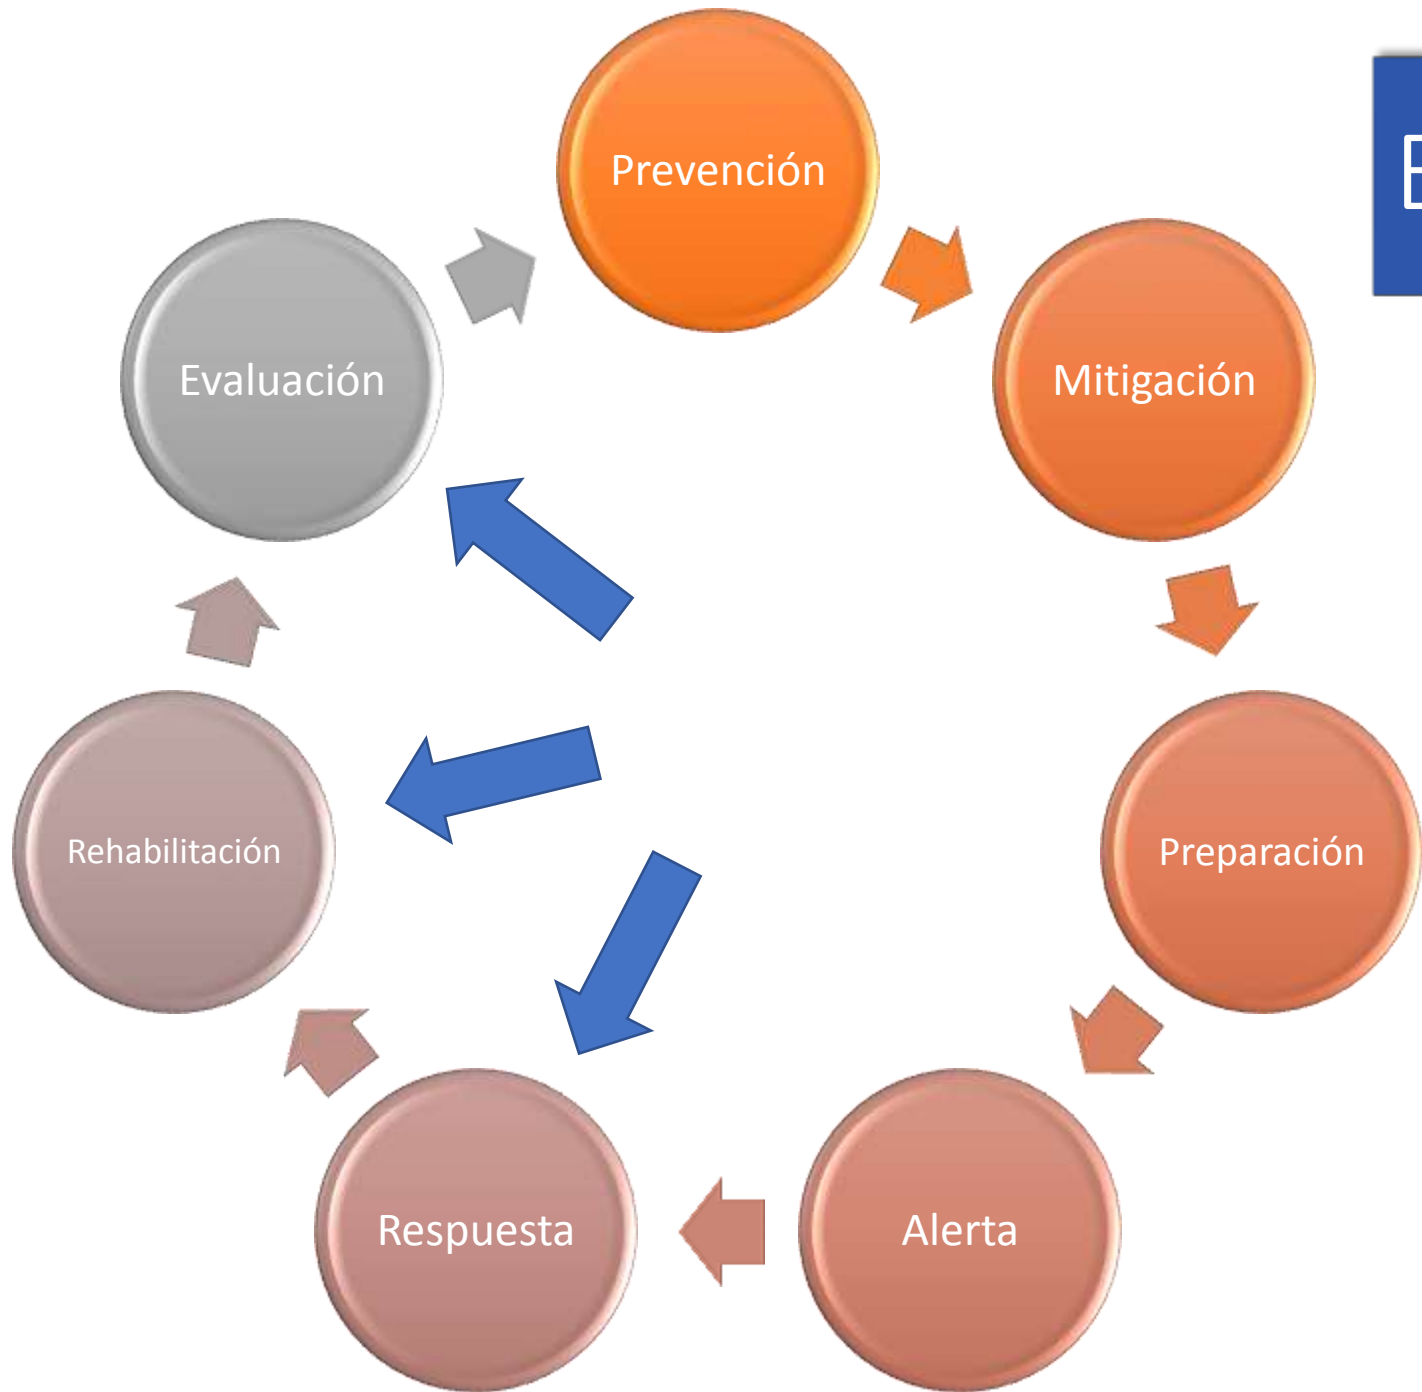 Prevención
Mitigación
Preparación
Alerta
Respuesta
Rehabilitación
Evaluación